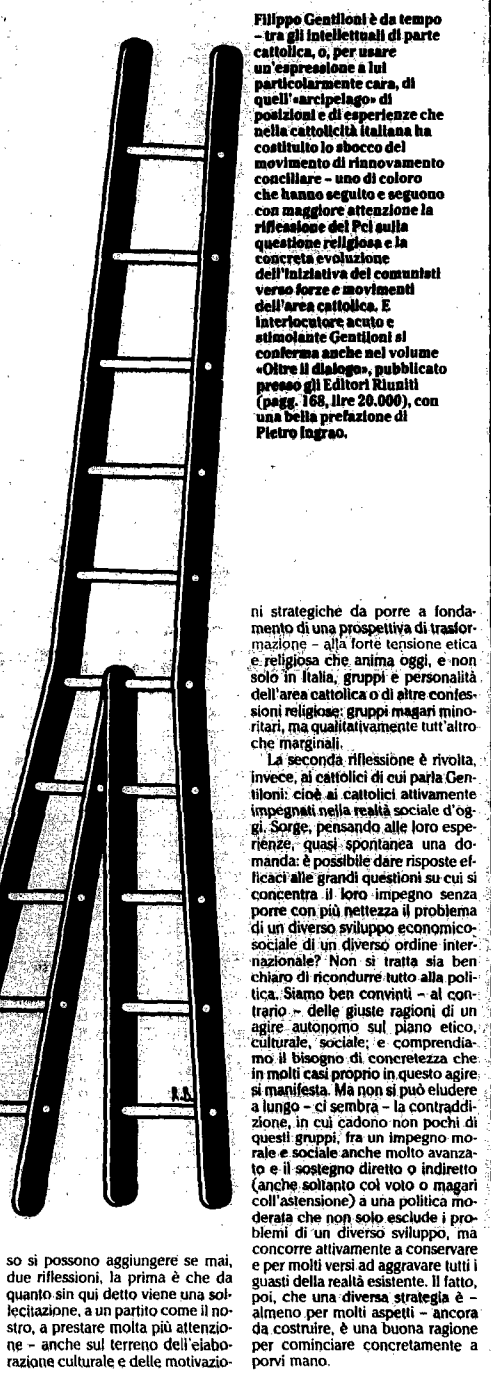 Filippo Gentiloni è da tempo
– tra gli intellettuali di parte
cattolica, o, per usare
un'espressione a lui
particolarmente cara, di
quell'«arcipelago» di
posizioni e di esperienze che
nella cattolicità italiana ha
costituito lo sbocco del
movimento di rinnovamento
conciliare – uno di coloro
che hanno seguito e seguono
con maggiore attenzione la
riflessione del Pci sulla
questione religiosa e la
concreta evoluzione
dell'iniziativa dei comunisti
verso forze e movimenti
dell'area cattolica. E
interlocutore acuto e
stimolante Gentiloni si
conferma anche nel volume
«Oltre il dialogo», pubblicato
presso gli Editori Riuniti
(pagg. 168, lire 20.000), con
una bella prefazione di
Pietro Ingrao.
so si possono aggiungere se mai,
due riflessioni, la prima è che da
quanto sin qui detto viene una sol-
lecitazione, a un partito come il no-
stro, a prestare molta più attenzio-
ne – anche sul terreno dell'elabo-
razione culturale e delle motivazio-
ni strategiche da porre a fonda-
mento di una prospettiva di trasfor-
mazione – alla forte tensione etica
e religiosa che anima oggi, e non
solo in Italia, gruppi e personalità
dell'area cattolica o di altre confes-
sioni religiose: gruppi magari mino-
ritari, ma qualitativamente tutt'altro
che marginali.
La seconda riflessione è rivolta,
invece, ai cattolici di cui parla Gen-
tiloni: cioè ai cattolici attivamente
impegnati nella realtà sociale d'og-
gi. Sorge, pensando alle loro espe-
rienze, quasi spontanea una do-
manda: è possibile dare risposte ef-
ficaci alle grandi questioni su cui si
concentra il loro impegno senza
porre con più nettezza il problema
di un diverso sviluppo economico-
sociale di un diverso ordine inter-
nazionale? Non si tratta sia ben
chiaro di ricondurre tutto alla poli-
tica. Siamo ben convinti – al con-
trario – delle giuste ragioni di un
agire autonomo sul piano etico,
culturale, sociale; e comprendia-
mo il bisogno di concretezza che
in molti casi proprio in questo agire
si manifesta. Ma non si può eludere
a lungo – ci sembra – la contraddi-
zione, in cui cadono non pochi di
questi gruppi, fra un impegno mo-
rale e sociale anche molto avanza-
to e il sostegno diretto o indiretto
(anche soltanto col voto o magari
coll'astensione) a una politica mo-
derata che non solo esclude i pro-
blemi di un diverso sviluppo, ma
concorre attivamente a conservare
e per molti versi ad aggravare tutti i
guasti della realtà esistente. Il fatto,
poi, che una diversa strategia è –
almeno per molti aspetti – ancora
da costruire, è una buona ragione
per cominciare concretamente a
porvi mano.